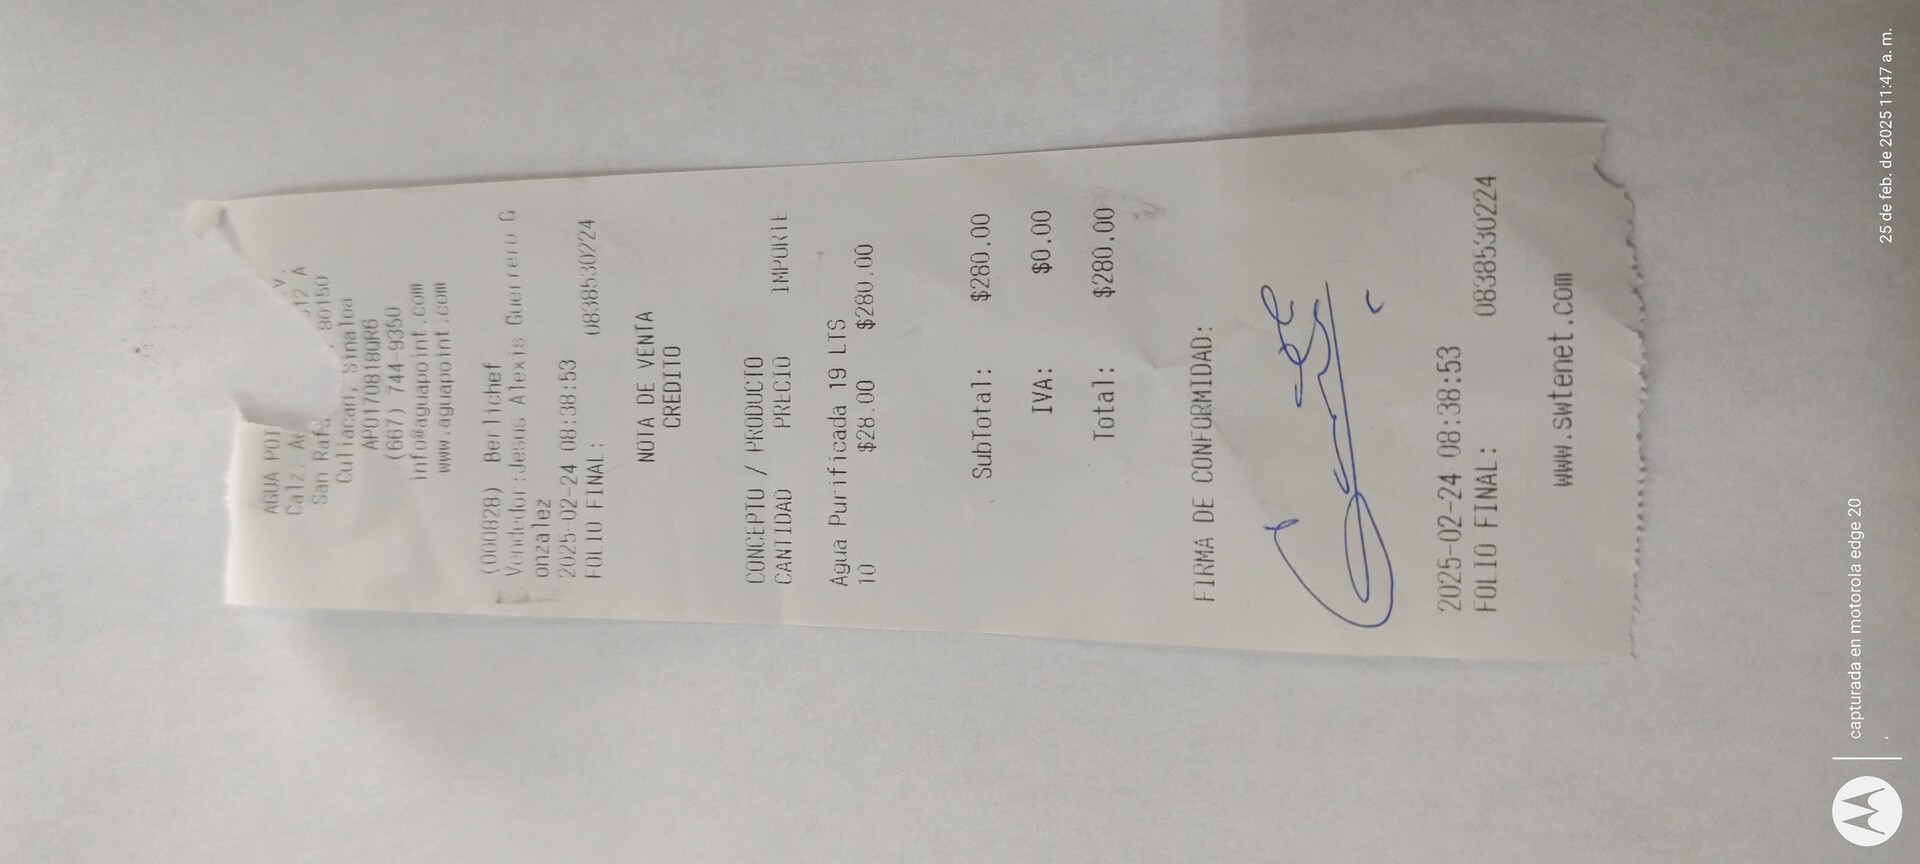 AGUA
Calz. 12 A
San 80150
Culiacan, Sinaloa
APO170818QR6
(667) 744-9350
info@aguapoint.com
www.aguapoint.com
(000828) Berlichef
Vendedor:Jesus Alexis Guerrero G
onzalez
2025-02-24 08:38:53
FOLIO FINAL: 0838530224
NOTA DE VENTA
CREDITO
CONCEPTO / PRODUCTO
CANTIDAD PRECIO IMPORTE
Agua Purificada 19 LTS
10 $28.00 $280.00
SubTotal: $280.00
IVA: $0.00
Total: $280.00
FIRMA DE CONFORMIDAD:
2025-02-24 08:38:53
FOLIO FINAL: 0838530224
www.swtenet.com
capturada en motorola edge 20
25 de feb. de 2025 11:47 a. m.